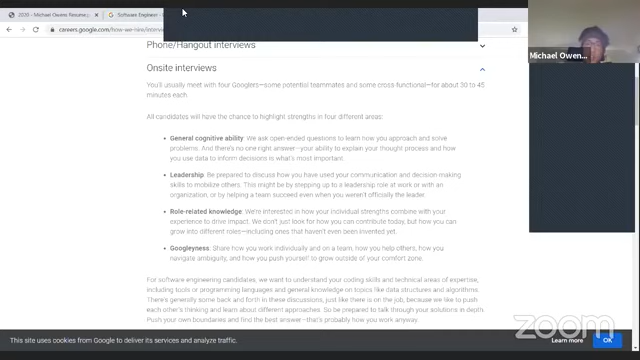 2020 - Michael Owens Resume.p
Software Engineer -
careers.google.com/how-we-hire/interv
Michael Owen...
Phone/Hangout interviews
Onsite interviews
You'll usually meet with four Googlers—some potential teammates and some cross-functional—for about 30 to 45
minutes each.
All candidates will have the chance to highlight strengths in four different areas:
General cognitive ability: We ask open-ended questions to learn how you approach and solve
problems. And there's no one right answer—your ability to explain your thought process and how
you use data to inform decisions is what's most important.
Leadership: Be prepared to discuss how you have used your communication and decision-making
skills to mobilize others. This might be by stepping up to a leadership role at work or with an
organization, or by helping a team succeed even when you weren't officially the leader.
Role-related knowledge: We're interested in how your individual strengths combine with your
experience to drive impact. We don't just look for how you can contribute today, but how you can
grow into different roles—including ones that haven't even been invented yet.
Googleyness: Share how you work individually and on a team, how you help others, how you
navigate ambiguity, and how you push yourself to grow outside of your comfort zone.
For software engineering candidates, we want to understand your coding skills and technical areas of expertise,
including tools or programming languages and general knowledge on topics like data structures and algorithms.
There's generally some back and forth in these discussions, just like there is on the job, because we like to push
each other's thinking and learn about different approaches. So be prepared to talk through your solutions in depth.
Push your own boundaries and find the best answer—that's probably how you work anyway.
zoom
This site uses cookies from Google to deliver its services and analyze traffic.
Learn more
OK